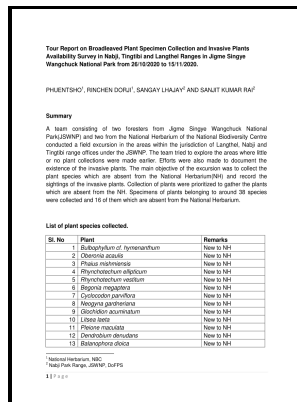 Tour Report on Broadleaved Plant Specimen Collection and Invasive Plants
Availability Survey in Nabji, Tingtibi and Langthel Ranges in Jigme Singye
Wangchuck National Park from 26/10/2020 to 15/11/2020.
PHUENTSHO¹, RINCHEN DORJI¹, SANGAY LHAJAY² AND SANJIT KUMAR RAI²
Summary
A team consisting of two foresters from Jigme Singye Wangchuck National
Park(JSWNP) and two from the National Herbarium of the National Biodiversity Centre
conducted a field excursion in the areas within the jurisdiction of Langthel, Nabji and
Tingtibi range offices under the JSWNP. The team tried to explore the areas where little
or no plant collections were made earlier. Efforts were also made to document the
existence of the invasive plants. The main objective of the excursion was to collect the
plant species which are absent from the National Herbarium(NH) and record the
sightings of the invasive plants. Collection of plants were prioritized to gather the plants
which are absent from the NH. Specimens of plants belonging to around 38 species
were collected and 16 of them which are absent from the National Herbarium.
List of plant species collected.
Sl. No Plant Remarks
1 Bulbophyllum cf. hymenanthum New to NH
2 Oberonia acaulis New to NH
3 Phaius mishmiensis New to NH
4 Rhynchotechum ellipticum New to NH
5 Rhynchotechum vestitum New to NH
6 Begonia megaptera New to NH
7 Cyclocodon parviflora New to NH
8 Neogyna gardneriana New to NH
9 Glochidion acuminatum New to NH
10 Litsea laeta New to NH
11 Pleione maculata New to NH
12 Dendrobium denudans New to NH
13 Balanophora dioica New to NH
¹ National Herbarium, NBC
² Nabji Park Range, JSWNP, DoFPS
1 | Page